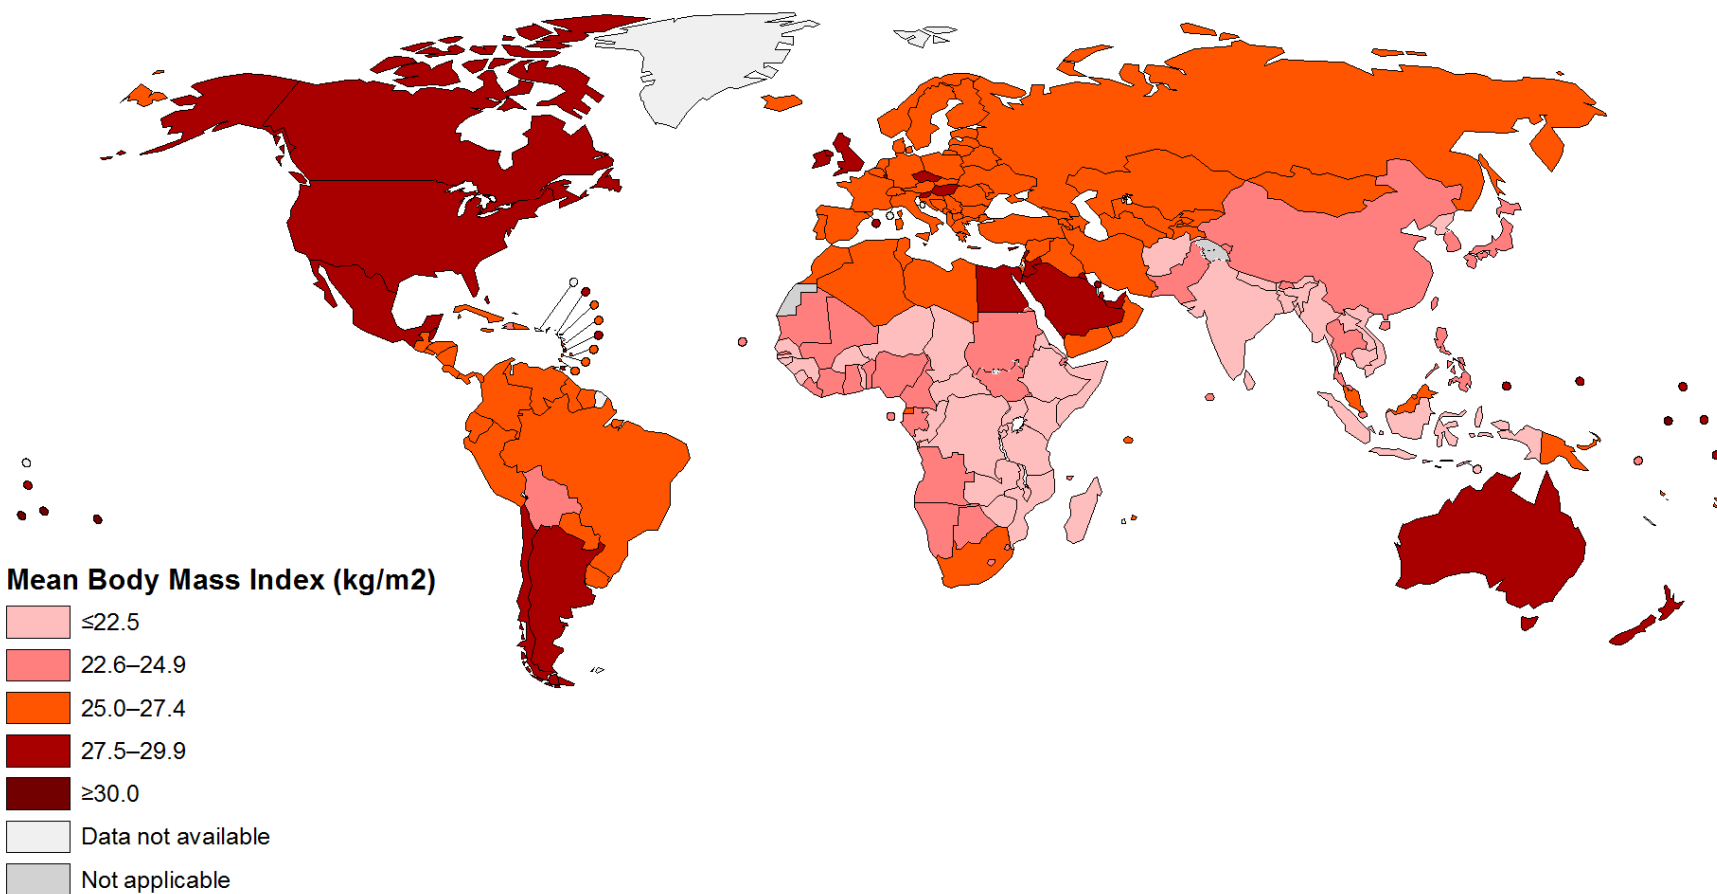 Mean Body Mass Index (kg/m2)
≤22.5
22.6–24.9
25.0–27.4
27.5–29.9
≥30.0
Data not available
Not applicable